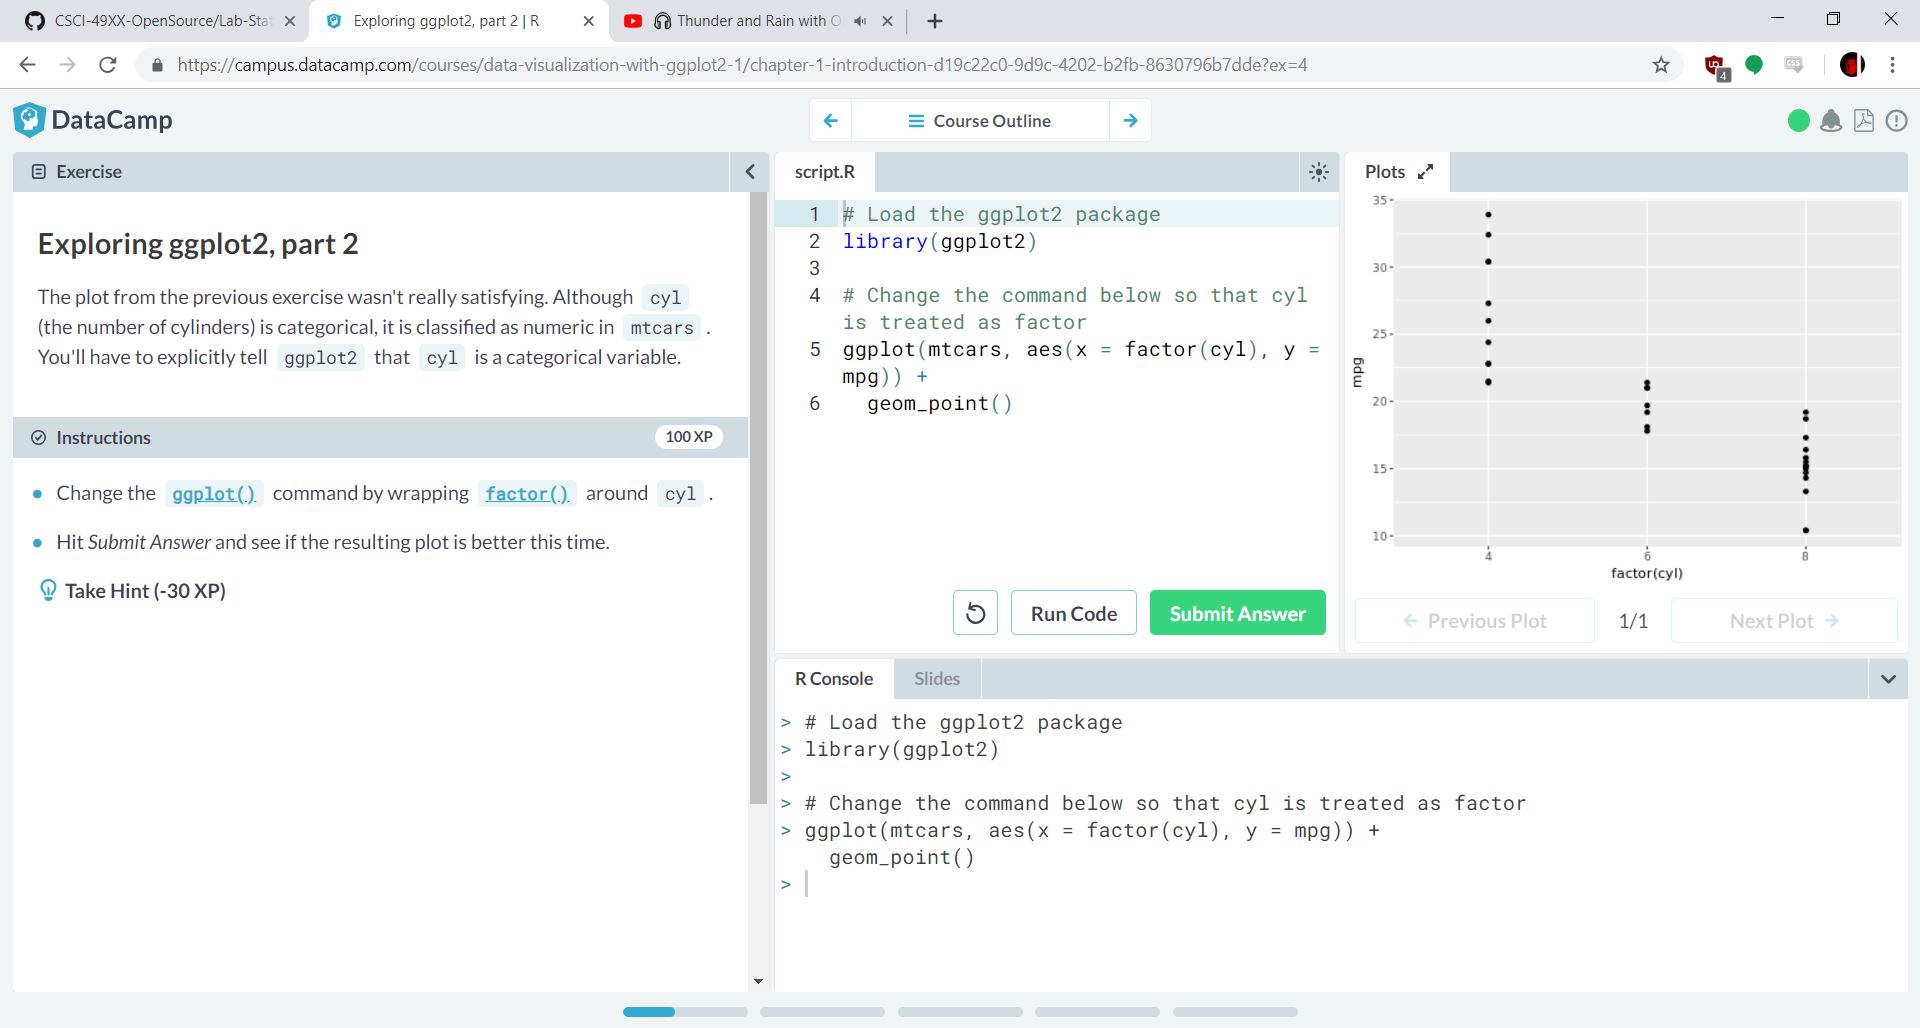 CSCI-49XX-OpenSource/Lab-Stat
Exploring ggplot2, part 2 | R
Thunder and Rain with O
https://campus.datacamp.com/courses/data-visualization-with-ggplot2-1/chapter-1-introduction-d19c22c0-9d9c-4202-b2fb-8630796b7dde?ex=4
4
CSS
DataCamp
Course Outline
Exercise
Exploring ggplot2, part 2
The plot from the previous exercise wasn't really satisfying. Although cyl
(the number of cylinders) is categorical, it is classified as numeric in mtcars .
You'll have to explicitly tell ggplot2 that cyl is a categorical variable.
Instructions
100 XP
Change the ggplot() command by wrapping factor() around cyl .
Hit Submit Answer and see if the resulting plot is better this time.
Take Hint (-30 XP)
script.R
1 # Load the ggplot2 package
2 library(ggplot2)
3
4 # Change the command below so that cyl
is treated as factor
5 ggplot(mtcars, aes(x = factor(cyl), y =
mpg)) +
6 geom_point()
Run Code
Submit Answer
Plots
35
30
25
20
15
10
mpg
4 6 8
factor(cyl)
Previous Plot
1/1
Next Plot
R Console
Slides
> # Load the ggplot2 package
> library(ggplot2)
>
> # Change the command below so that cyl is treated as factor
> ggplot(mtcars, aes(x = factor(cyl), y = mpg)) +
geom_point()
>